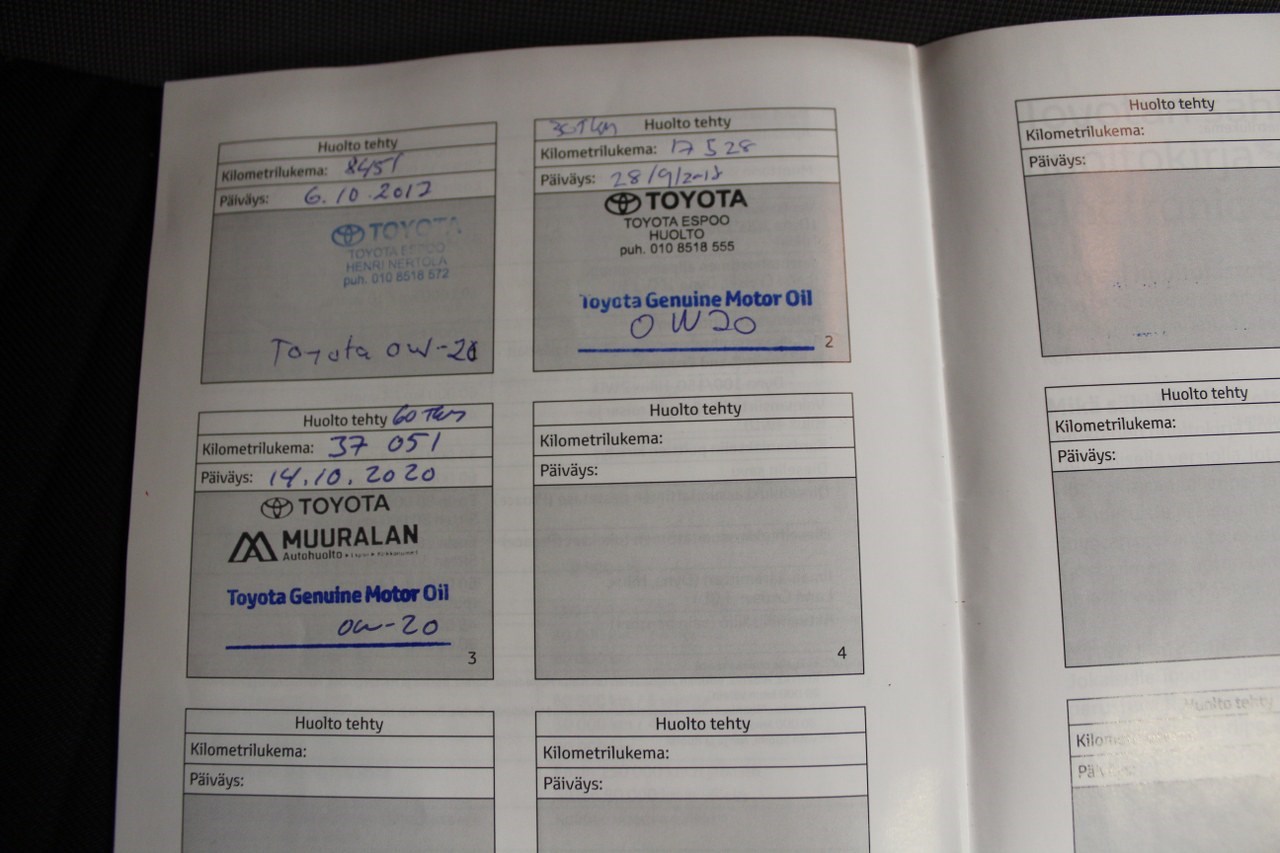 Huolto tehty
Kilometrilukema: 8451
Päiväys: 6.10.2017
TOYOTA
TOYOTA ESPOO
HENRI NERTOLA
puh. 010 8518 572
Toyota 0W-20
30 Tkm Huolto tehty
Kilometrilukema: 17 528
Päiväys: 28/9/2018
TOYOTA
TOYOTA ESPOO
HUOLTO
puh. 010 8518 555
Toyota Genuine Motor Oil
0W20
2
Huolto tehty 60 Tkm
Kilometrilukema: 37 051
Päiväys: 14.10.2020
TOYOTA
MUURALAN
Autohuolto
Toyota Genuine Motor Oil
0W-20
3
Huolto tehty
Kilometrilukema:
Päiväys:
4
Huolto tehty
Kilometrilukema:
Päiväys:
Huolto tehty
Kilometrilukema:
Päiväys:
Huolto tehty
Kilometrilukema:
Päiväys:
Huolto tehty
Kilometrilukema:
Päiväys:
Huolto tehty